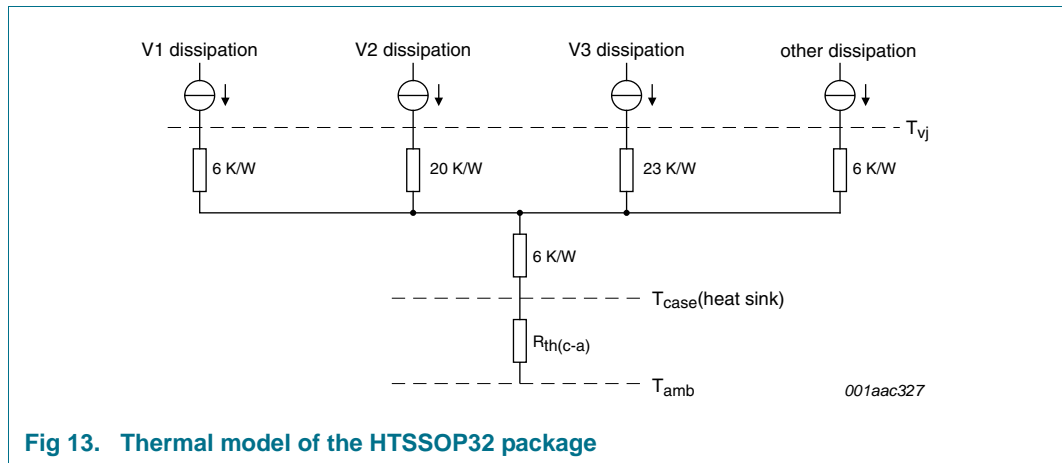 V1 dissipation V2 dissipation V3 dissipation other dissipation
Tvj
6 K/W 20 K/W 23 K/W 6 K/W
6 K/W
Tcase(heat sink)
Rth(c-a)
Tamb 001aac327
Fig 13. Thermal model of the HTSSOP32 package